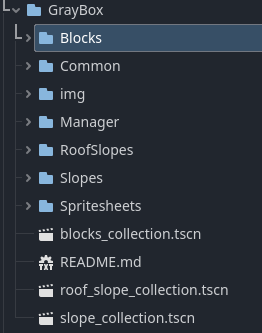 GrayBox
Blocks
Common
img
Manager
RoofSlopes
Slopes
Spritesheets
blocks_collection.tscn
README.md
roof_slope_collection.tscn
slope_collection.tscn